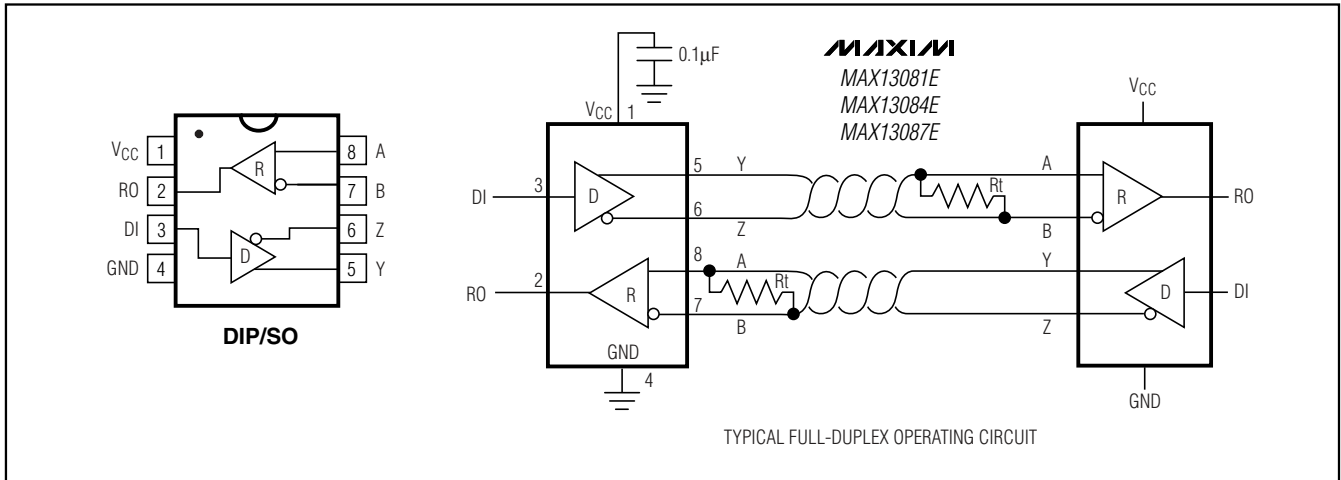 VCC 1
RO 2
DI 3
GND 4
8 A
7 B
6 Z
5 Y
R
D
DIP/SO
0.1µF
VCC 1
MAXIM
MAX13081E
MAX13084E
MAX13087E
VCC
DI 3
D
5 Y
6 Z
Rt
A
B
R
RO
RO 2
R
8 A
7 B
Rt
Y
Z
D
DI
GND
4
GND
TYPICAL FULL-DUPLEX OPERATING CIRCUIT